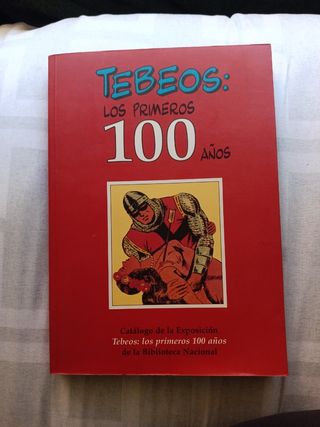 TEBEOS:
LOS PRIMEROS
100 AÑOS
Catálogo de la Exposición
Tebeos: los primeros 100 años
de la Biblioteca Nacional